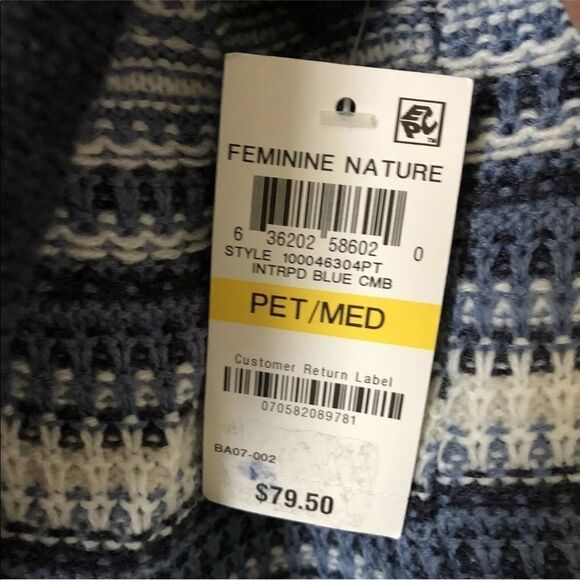 EPC™
FEMININE NATURE
6 36202 58602 0
STYLE 100046304PT
INTRPD BLUE CMB
PET/MED
Customer Return Label
070582089781
BA07-002
$79.50